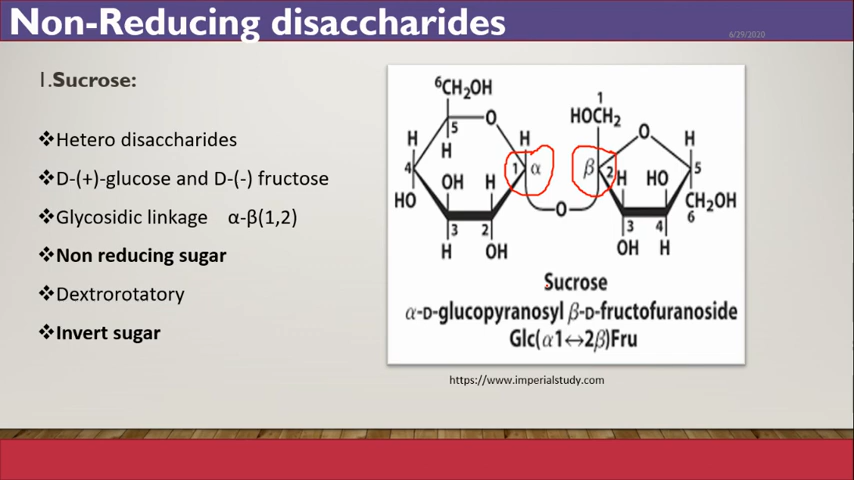 Non-Reducing disaccharides
6/29/2020
1.Sucrose:
❖Hetero disaccharides
❖D-(+)-glucose and D-(-) fructose
❖Glycosidic linkage α-β(1,2)
❖Non reducing sugar
❖Dextrorotatory
❖Invert sugar
⁶CH₂OH
1
HOCH₂
O
O
H
5
H
H
H
4
H
1
α
β
2
H
HO
5
HO
OH
H
CH₂OH
6
O
3
2
3
4
H
OH
OH
H
Sucrose
α-D-glucopyranosyl β-D-fructofuranoside
Glc(α1↔2β)Fru
https://www.imperialstudy.com